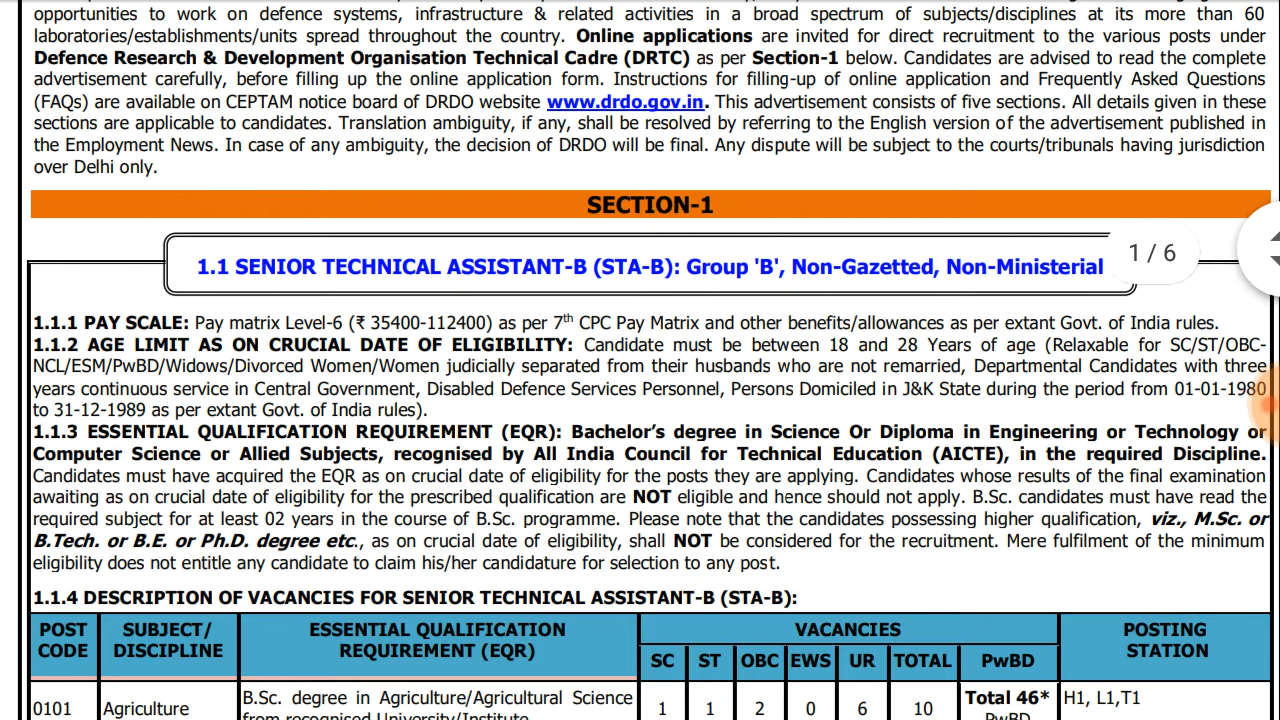 opportunities to work on defence systems, infrastructure & related activities in a broad spectrum of subjects/disciplines at its more than 60
laboratories/establishments/units spread throughout the country. Online applications are invited for direct recruitment to the various posts under
Defence Research & Development Organisation Technical Cadre (DRTC) as per Section-1 below. Candidates are advised to read the complete
advertisement carefully, before filling up the online application form. Instructions for filling-up of online application and Frequently Asked Questions
(FAQs) are available on CEPTAM notice board of DRDO website www.drdo.gov.in. This advertisement consists of five sections. All details given in these
sections are applicable to candidates. Translation ambiguity, if any, shall be resolved by referring to the English version of the advertisement published in
the Employment News. In case of any ambiguity, the decision of DRDO will be final. Any dispute will be subject to the courts/tribunals having jurisdiction
over Delhi only.
SECTION-1
1.1 SENIOR TECHNICAL ASSISTANT-B (STA-B): Group 'B', Non-Gazetted, Non-Ministerial
1 / 6
1.1.1 PAY SCALE: Pay matrix Level-6 (₹ 35400-112400) as per 7th CPC Pay Matrix and other benefits/allowances as per extant Govt. of India rules.
1.1.2 AGE LIMIT AS ON CRUCIAL DATE OF ELIGIBILITY: Candidate must be between 18 and 28 Years of age (Relaxable for SC/ST/OBC-
NCL/ESM/PwBD/Widows/Divorced Women/Women judicially separated from their husbands who are not remarried, Departmental Candidates with three
years continuous service in Central Government, Disabled Defence Services Personnel, Persons Domiciled in J&K State during the period from 01-01-1980
to 31-12-1989 as per extant Govt. of India rules).
1.1.3 ESSENTIAL QUALIFICATION REQUIREMENT (EQR): Bachelor's degree in Science Or Diploma in Engineering or Technology or
Computer Science or Allied Subjects, recognised by All India Council for Technical Education (AICTE), in the required Discipline.
Candidates must have acquired the EQR as on crucial date of eligibility for the posts they are applying. Candidates whose results of the final examination
awaiting as on crucial date of eligibility for the prescribed qualification are NOT eligible and hence should not apply. B.Sc. candidates must have read the
required subject for at least 02 years in the course of B.Sc. programme. Please note that the candidates possessing higher qualification, viz., M.Sc. or
B.Tech. or B.E. or Ph.D. degree etc., as on crucial date of eligibility, shall NOT be considered for the recruitment. Mere fulfilment of the minimum
eligibility does not entitle any candidate to claim his/her candidature for selection to any post.
1.1.4 DESCRIPTION OF VACANCIES FOR SENIOR TECHNICAL ASSISTANT-B (STA-B):
POST CODE SUBJECT/ DISCIPLINE ESSENTIAL QUALIFICATION REQUIREMENT (EQR) VACANCIES POSTING STATION
SC ST OBC EWS UR TOTAL PwBD
0101 Agriculture B.Sc. degree in Agriculture/Agricultural Science 1 1 2 0 6 10 Total 46* H1, L1,T1
from recognised University/Institute PwBD